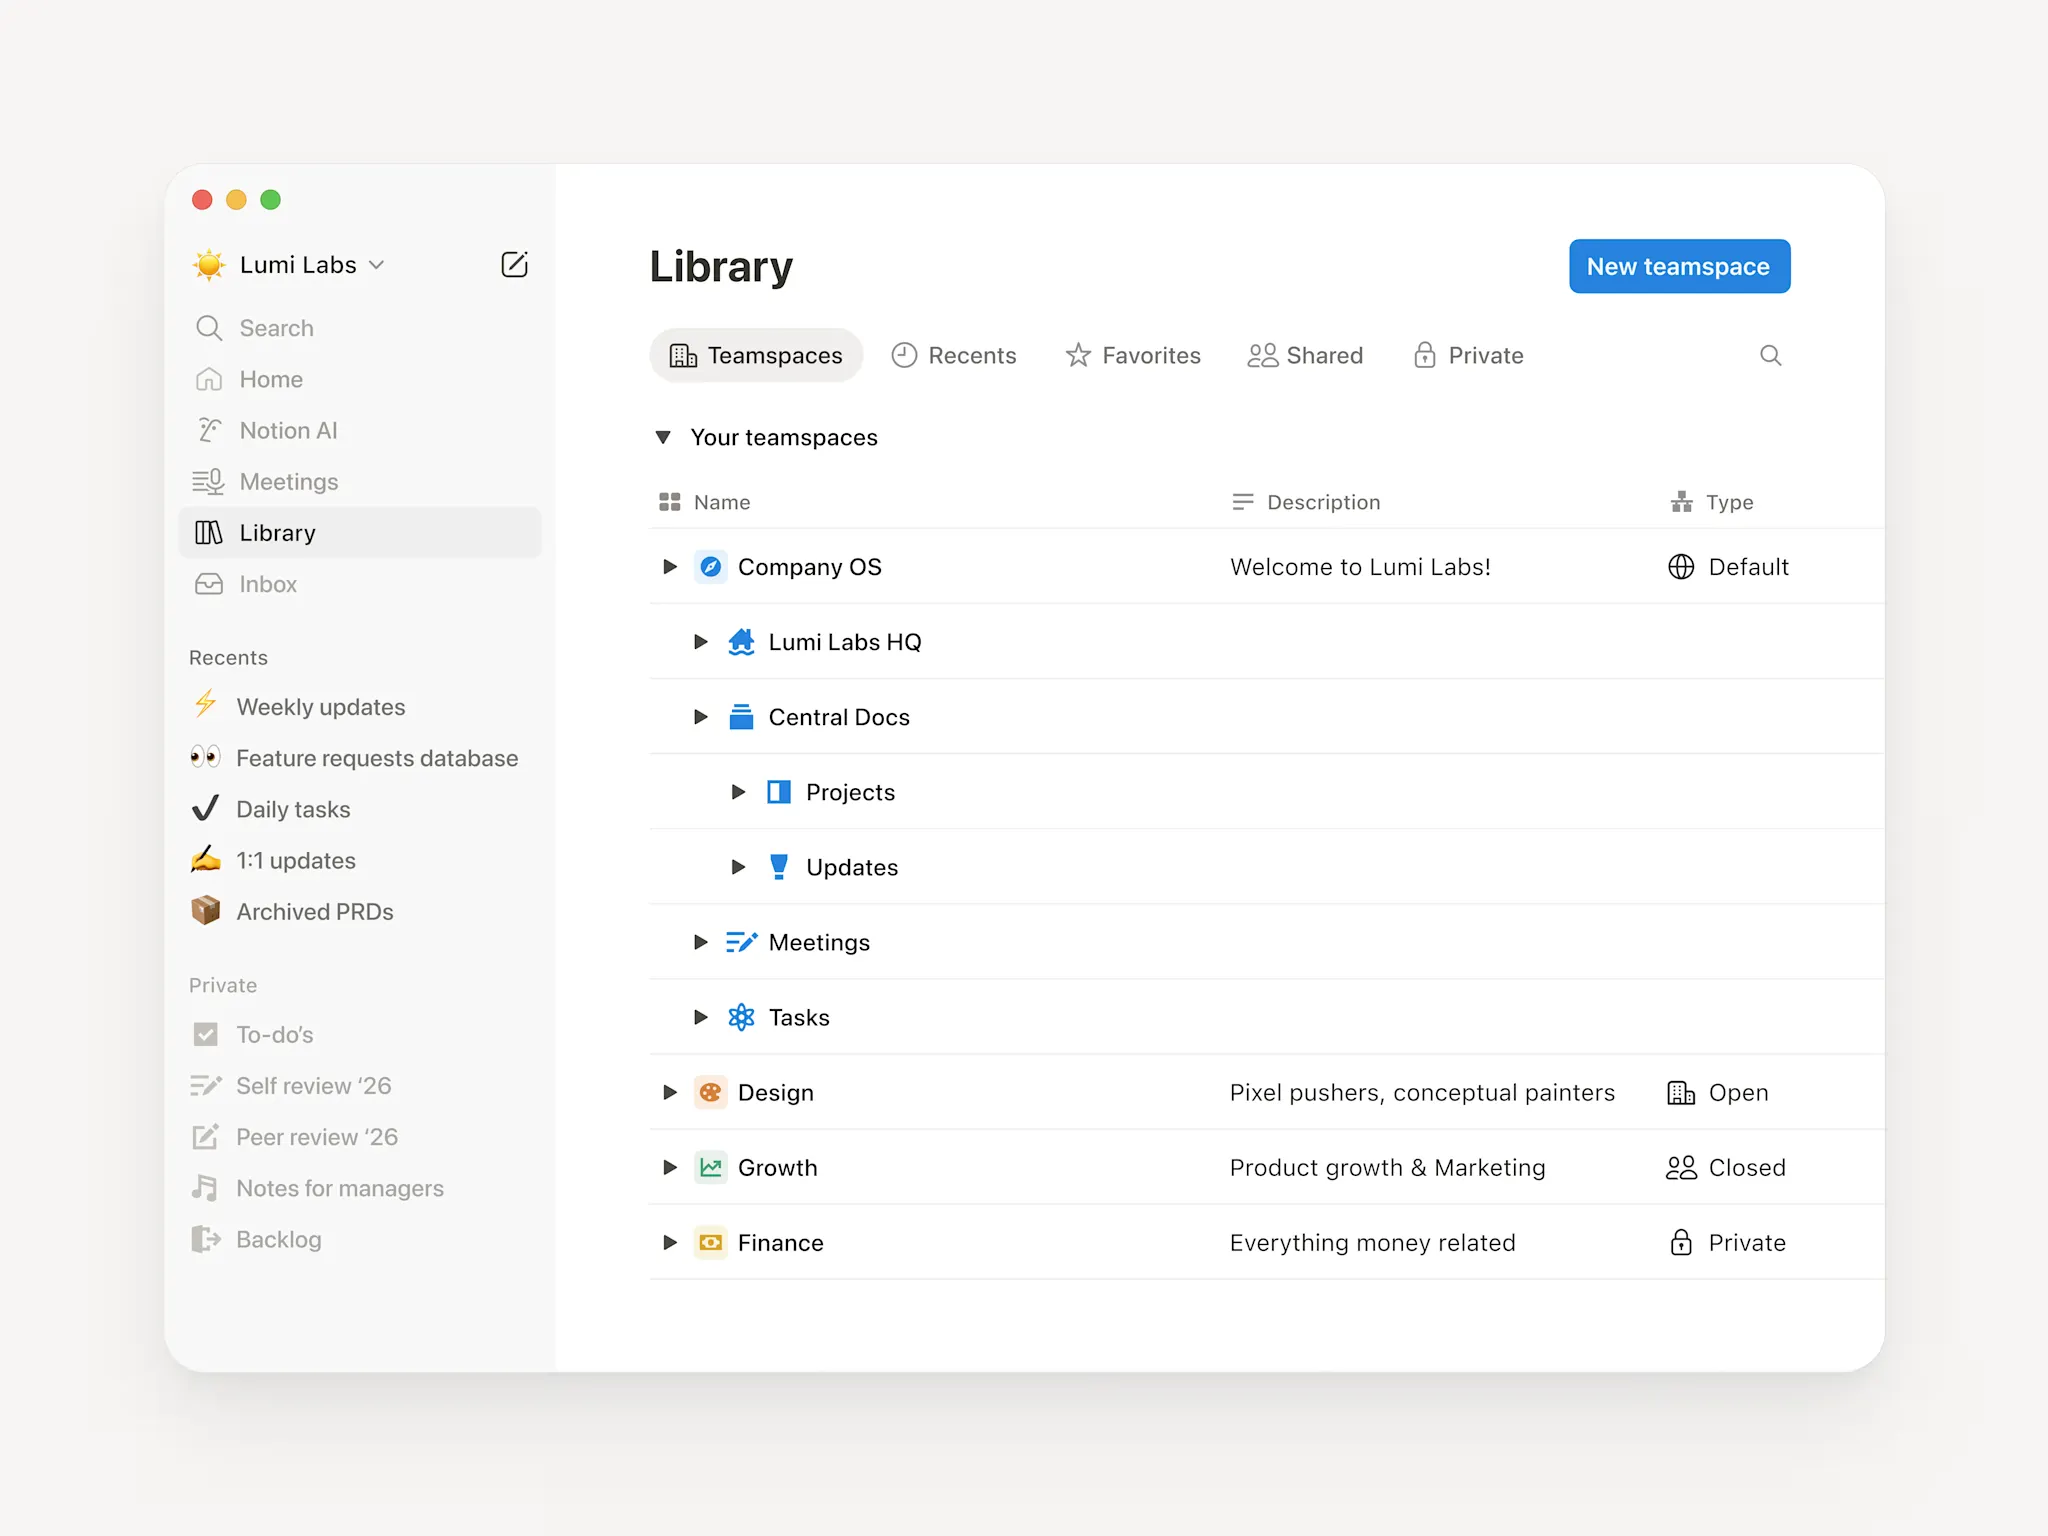 Lumi Labs
Search
Home
Notion AI
Meetings
Library
Inbox
Recents
Weekly updates
Feature requests database
Daily tasks
1:1 updates
Archived PRDs
Private
To-do’s
Self review ‘26
Peer review ‘26
Notes for managers
Backlog
Library
New teamspace
Teamspaces Recents Favorites Shared Private
Your teamspaces
Name Description Type
Company OS Welcome to Lumi Labs! Default
Lumi Labs HQ
Central Docs
Projects
Updates
Meetings
Tasks
Design Pixel pushers, conceptual painters Open
Growth Product growth & Marketing Closed
Finance Everything money related Private